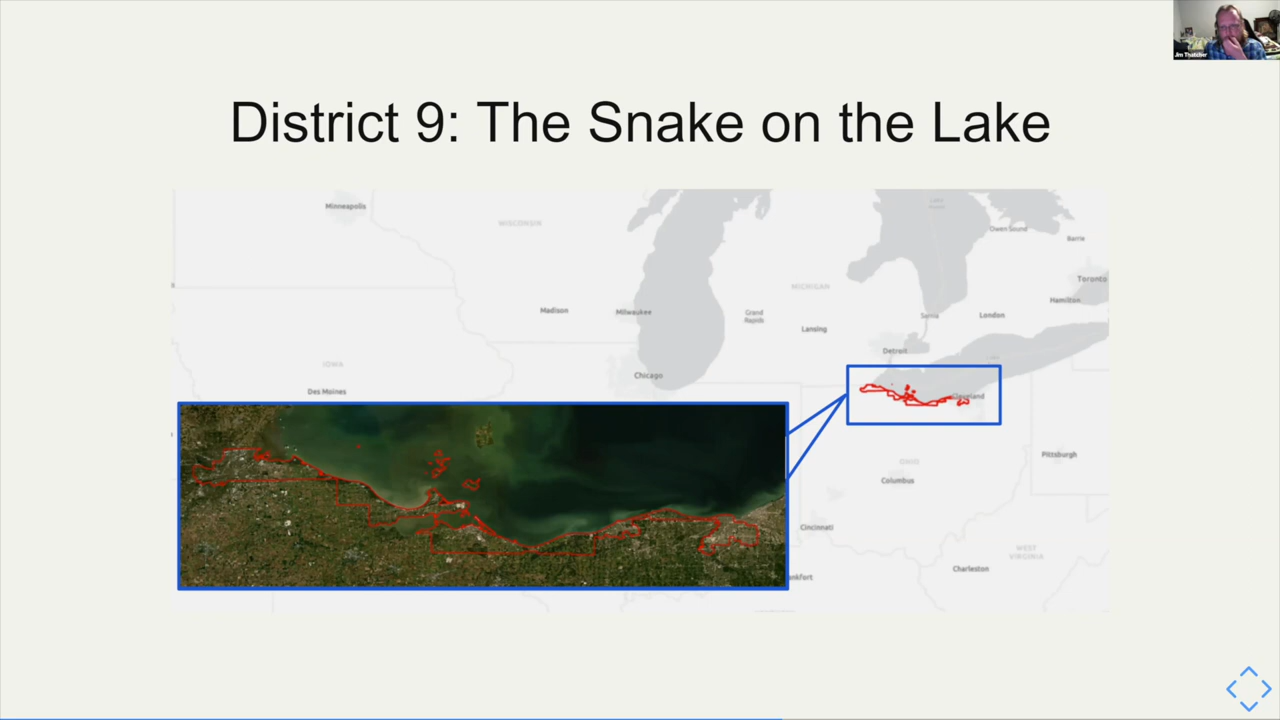 Jim Thatcher
District 9: The Snake on the Lake
Minneapolis
WISCONSIN
Owen Sound
Barrie
Toronto
MICHIGAN
Hamilton
Madison
Milwaukee
Grand
Rapids
Sarnia
London
Lansing
Detroit
IOWA
Chicago
Des Moines
Cleveland
Pittsburgh
OHIO
Columbus
Cincinnati
WEST
VIRGINIA
Charleston
nkfort